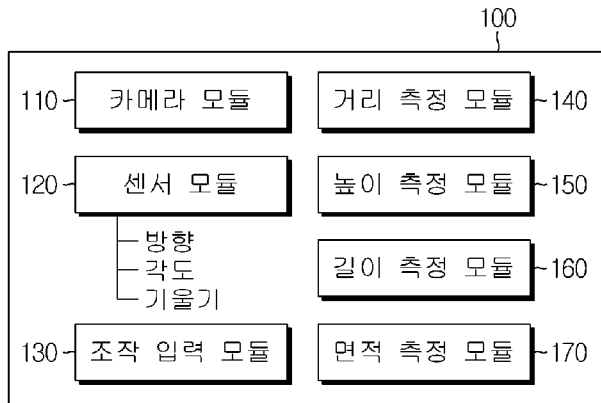 100
110 카메라 모듈 거리 측정 모듈 140
120 센서 모듈 높이 측정 모듈 150
방향
각도
기울기
길이 측정 모듈 160
130 조작 입력 모듈 면적 측정 모듈 170